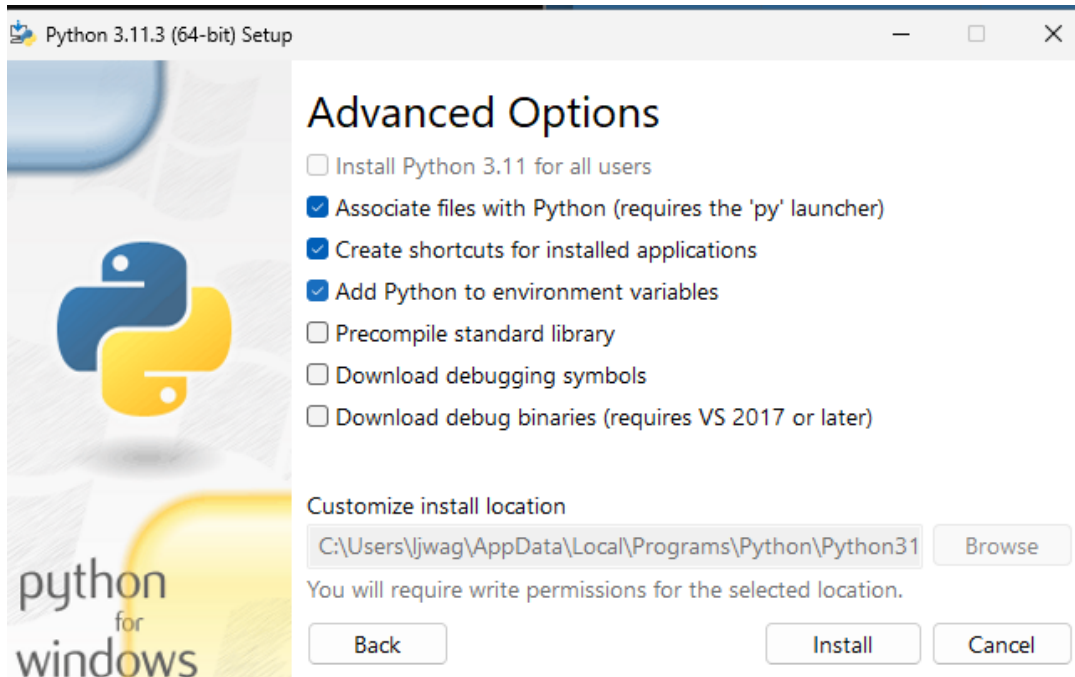 Python 3.11.3 (64-bit) Setup
Advanced Options
Install Python 3.11 for all users
Associate files with Python (requires the 'py' launcher)
Create shortcuts for installed applications
Add Python to environment variables
Precompile standard library
Download debugging symbols
Download debug binaries (requires VS 2017 or later)
Customize install location
C:\Users\ljwag\AppData\Local\Programs\Python\Python31
Browse
You will require write permissions for the selected location.
python
for
windows
Back
Install
Cancel